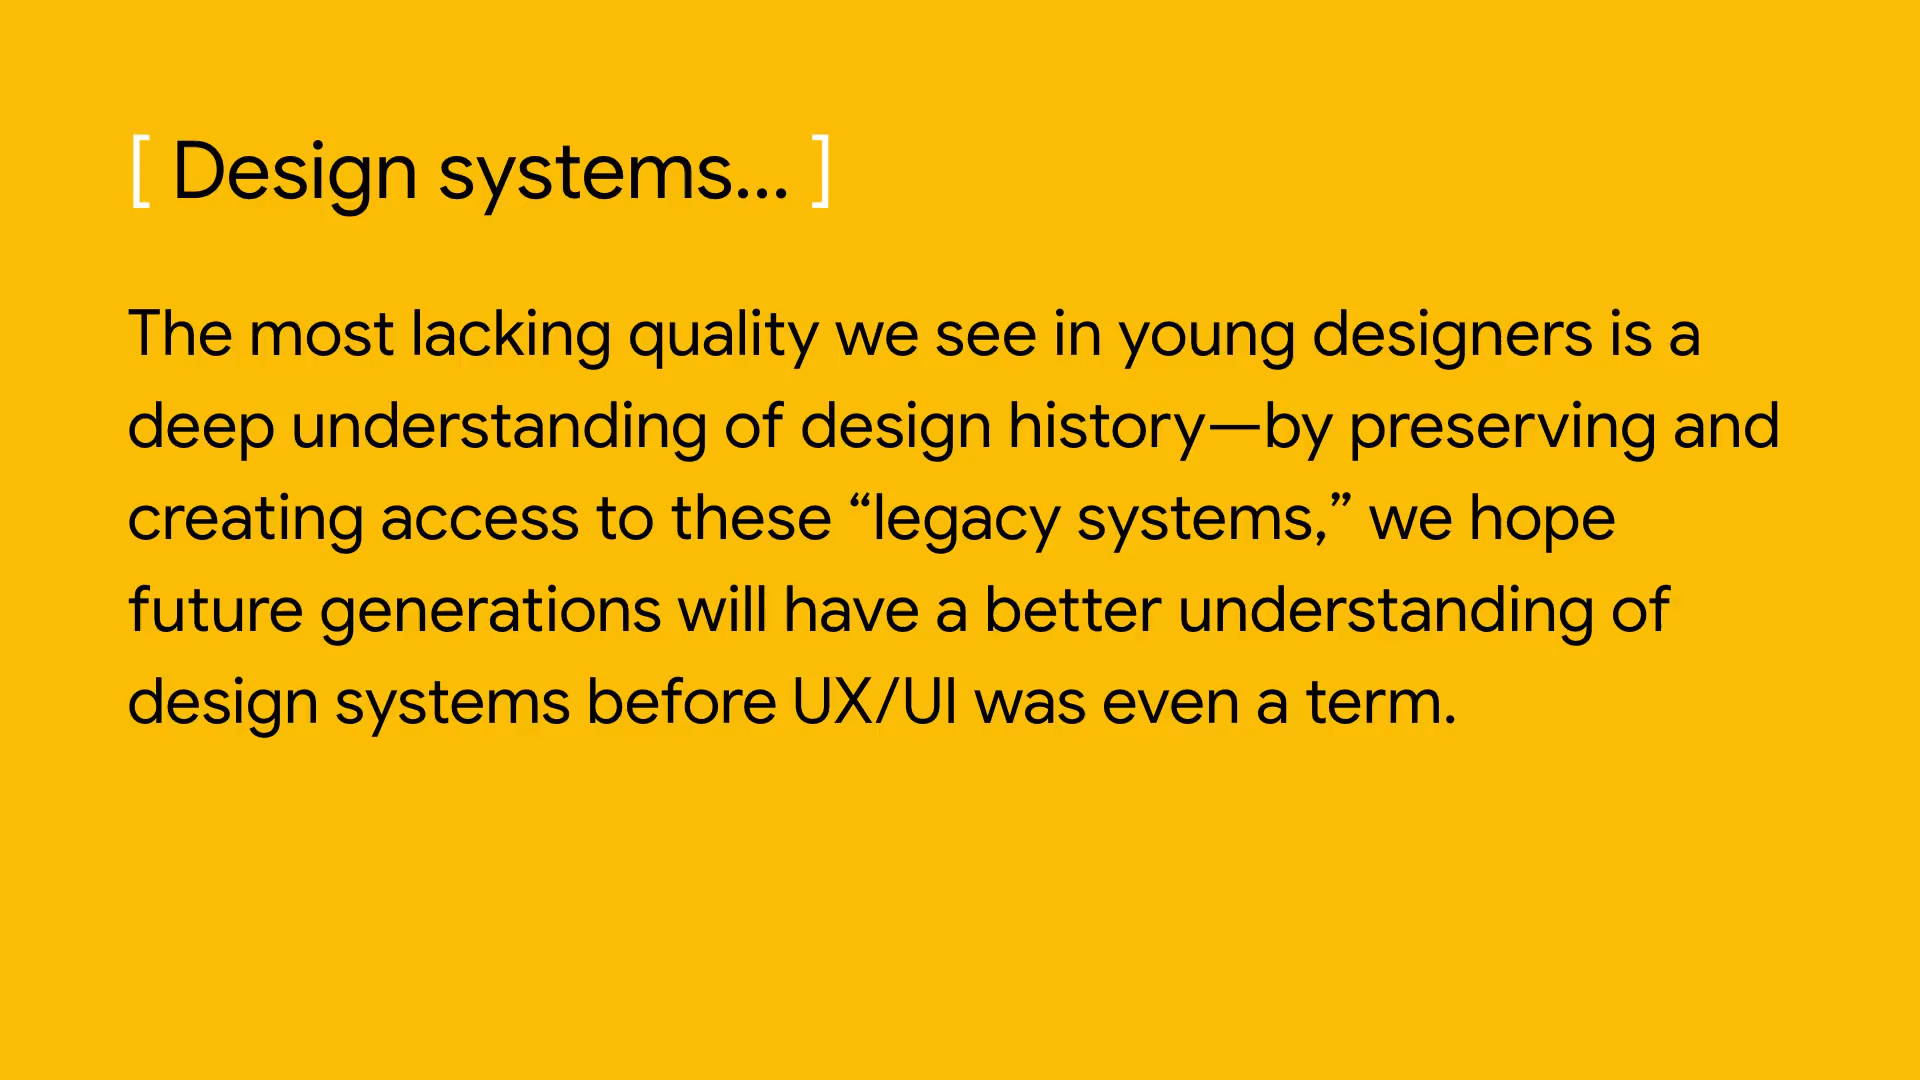 [ Design systems... ]
The most lacking quality we see in young designers is a
deep understanding of design history—by preserving and
creating access to these “legacy systems,” we hope
future generations will have a better understanding of
design systems before UX/UI was even a term.